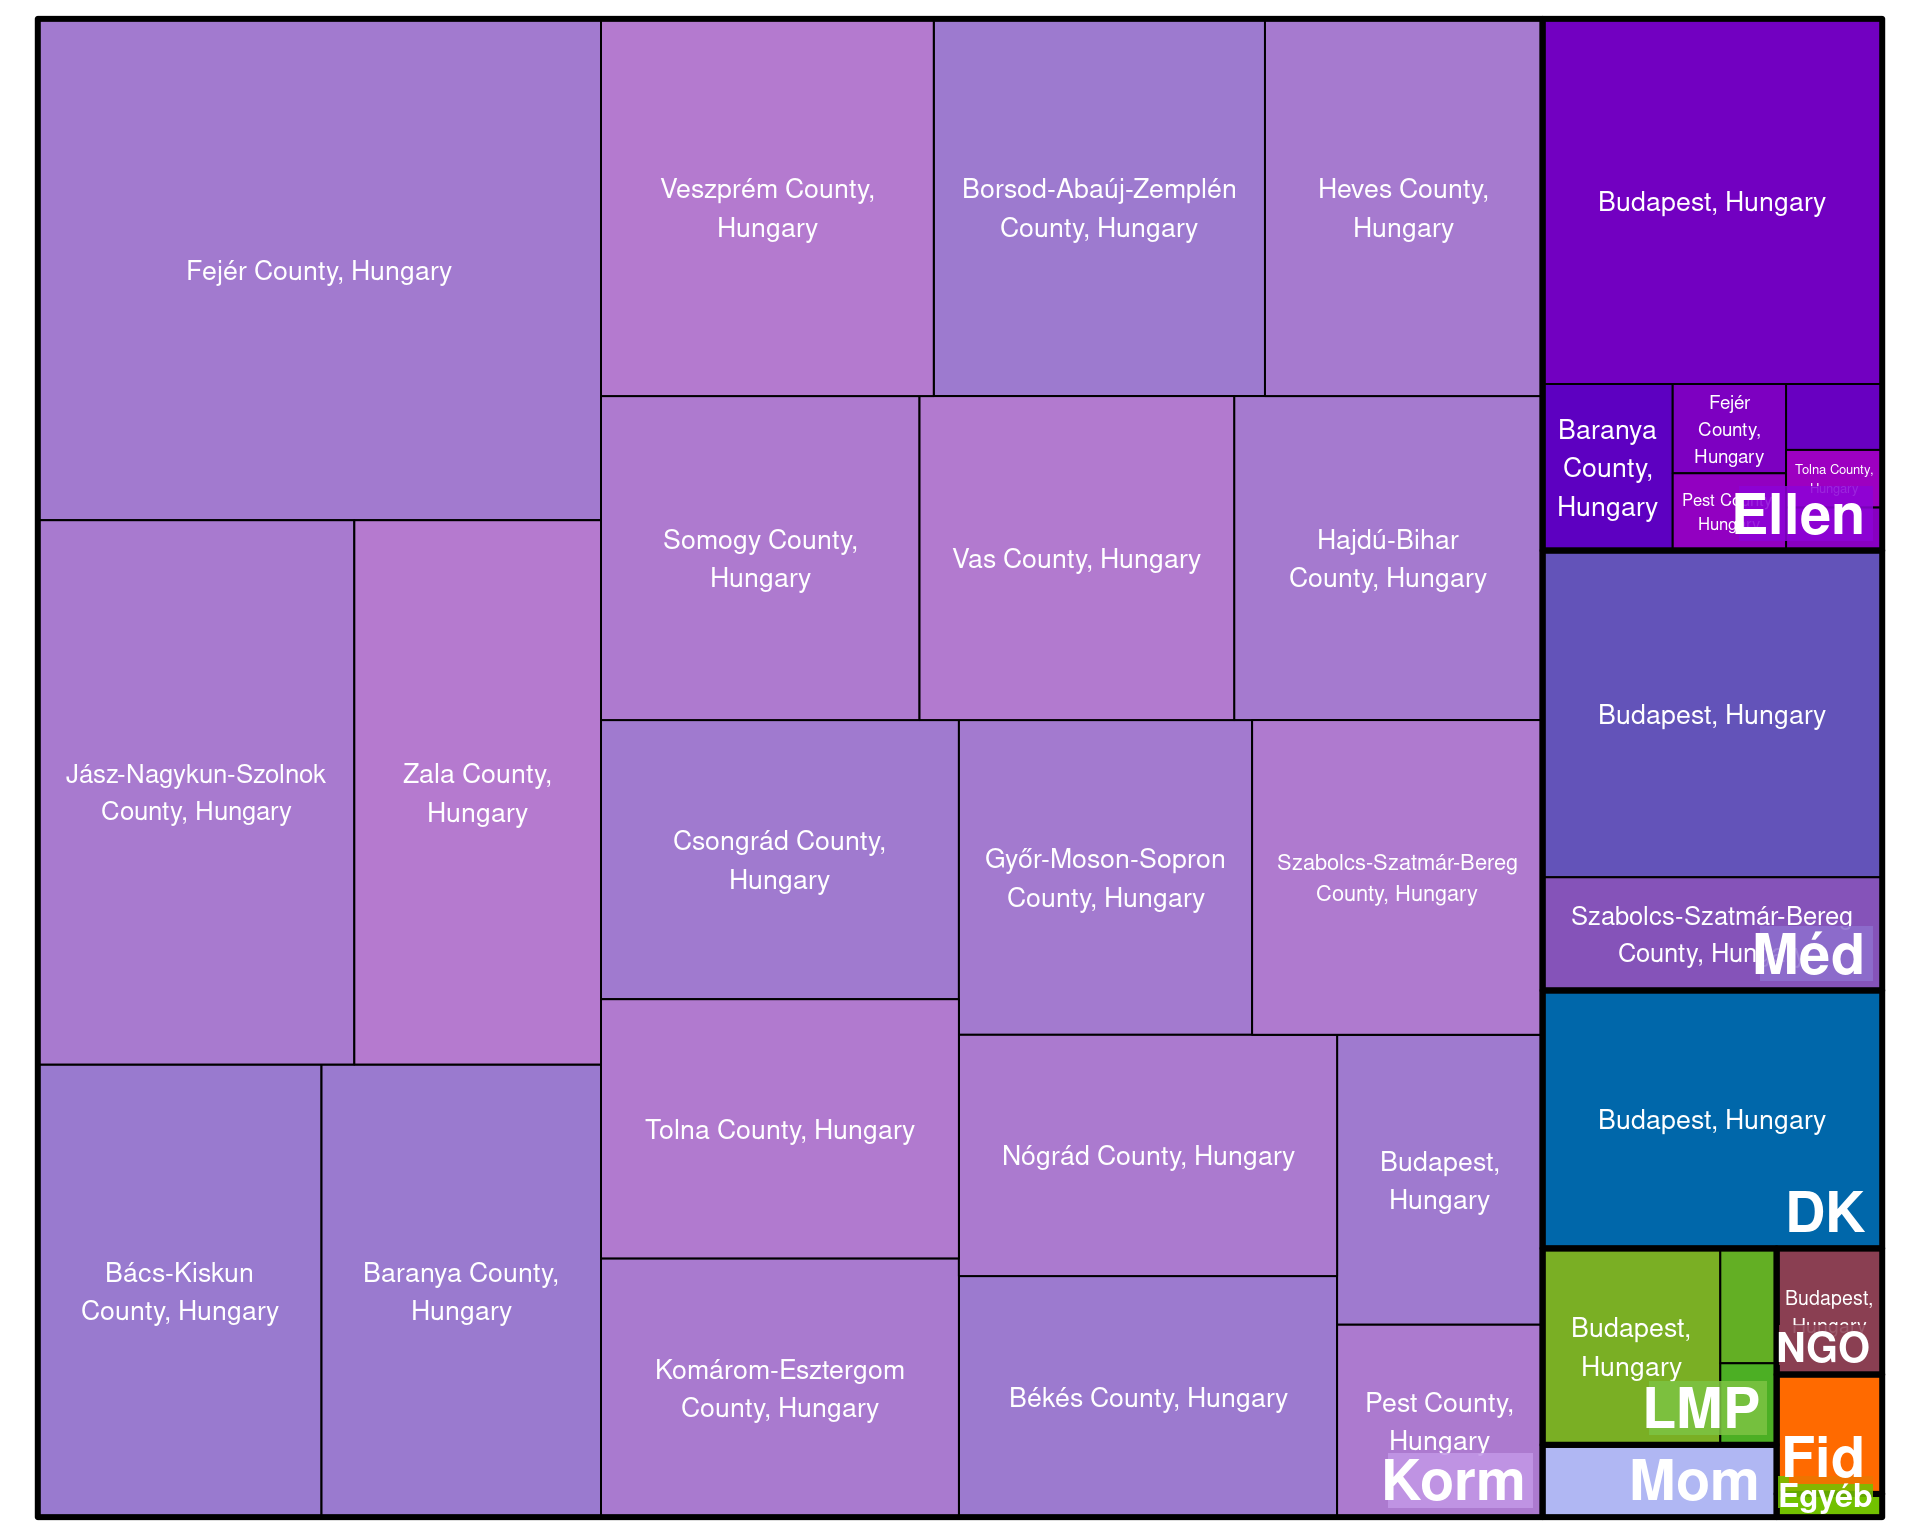 Fejér County, Hungary
Veszprém County,
Hungary
Borsod-Abaúj-Zemplén
County, Hungary
Heves County,
Hungary
Somogy County,
Hungary
Vas County, Hungary
Hajdú-Bihar
County, Hungary
Jász-Nagykun-Szolnok
County, Hungary
Zala County,
Hungary
Csongrád County,
Hungary
Győr-Moson-Sopron
County, Hungary
Szabolcs-Szatmár-Bereg
County, Hungary
Tolna County, Hungary
Nógrád County, Hungary
Budapest,
Hungary
Bács-Kiskun
County, Hungary
Baranya County,
Hungary
Komárom-Esztergom
County, Hungary
Békés County, Hungary
Pest County,
Hungary
Korm
Budapest, Hungary
Baranya
County,
Hungary
Fejér
County,
Hungary
Tolna County,
Hungary
Pest County,
Hungary
Ellen
Budapest, Hungary
Szabolcs-Szatmár-Bereg
County, Hungary
Méd
Budapest, Hungary
DK
Budapest,
Hungary
LMP
Budapest,
Hungary
NGO
Mom
Fid
Egyéb